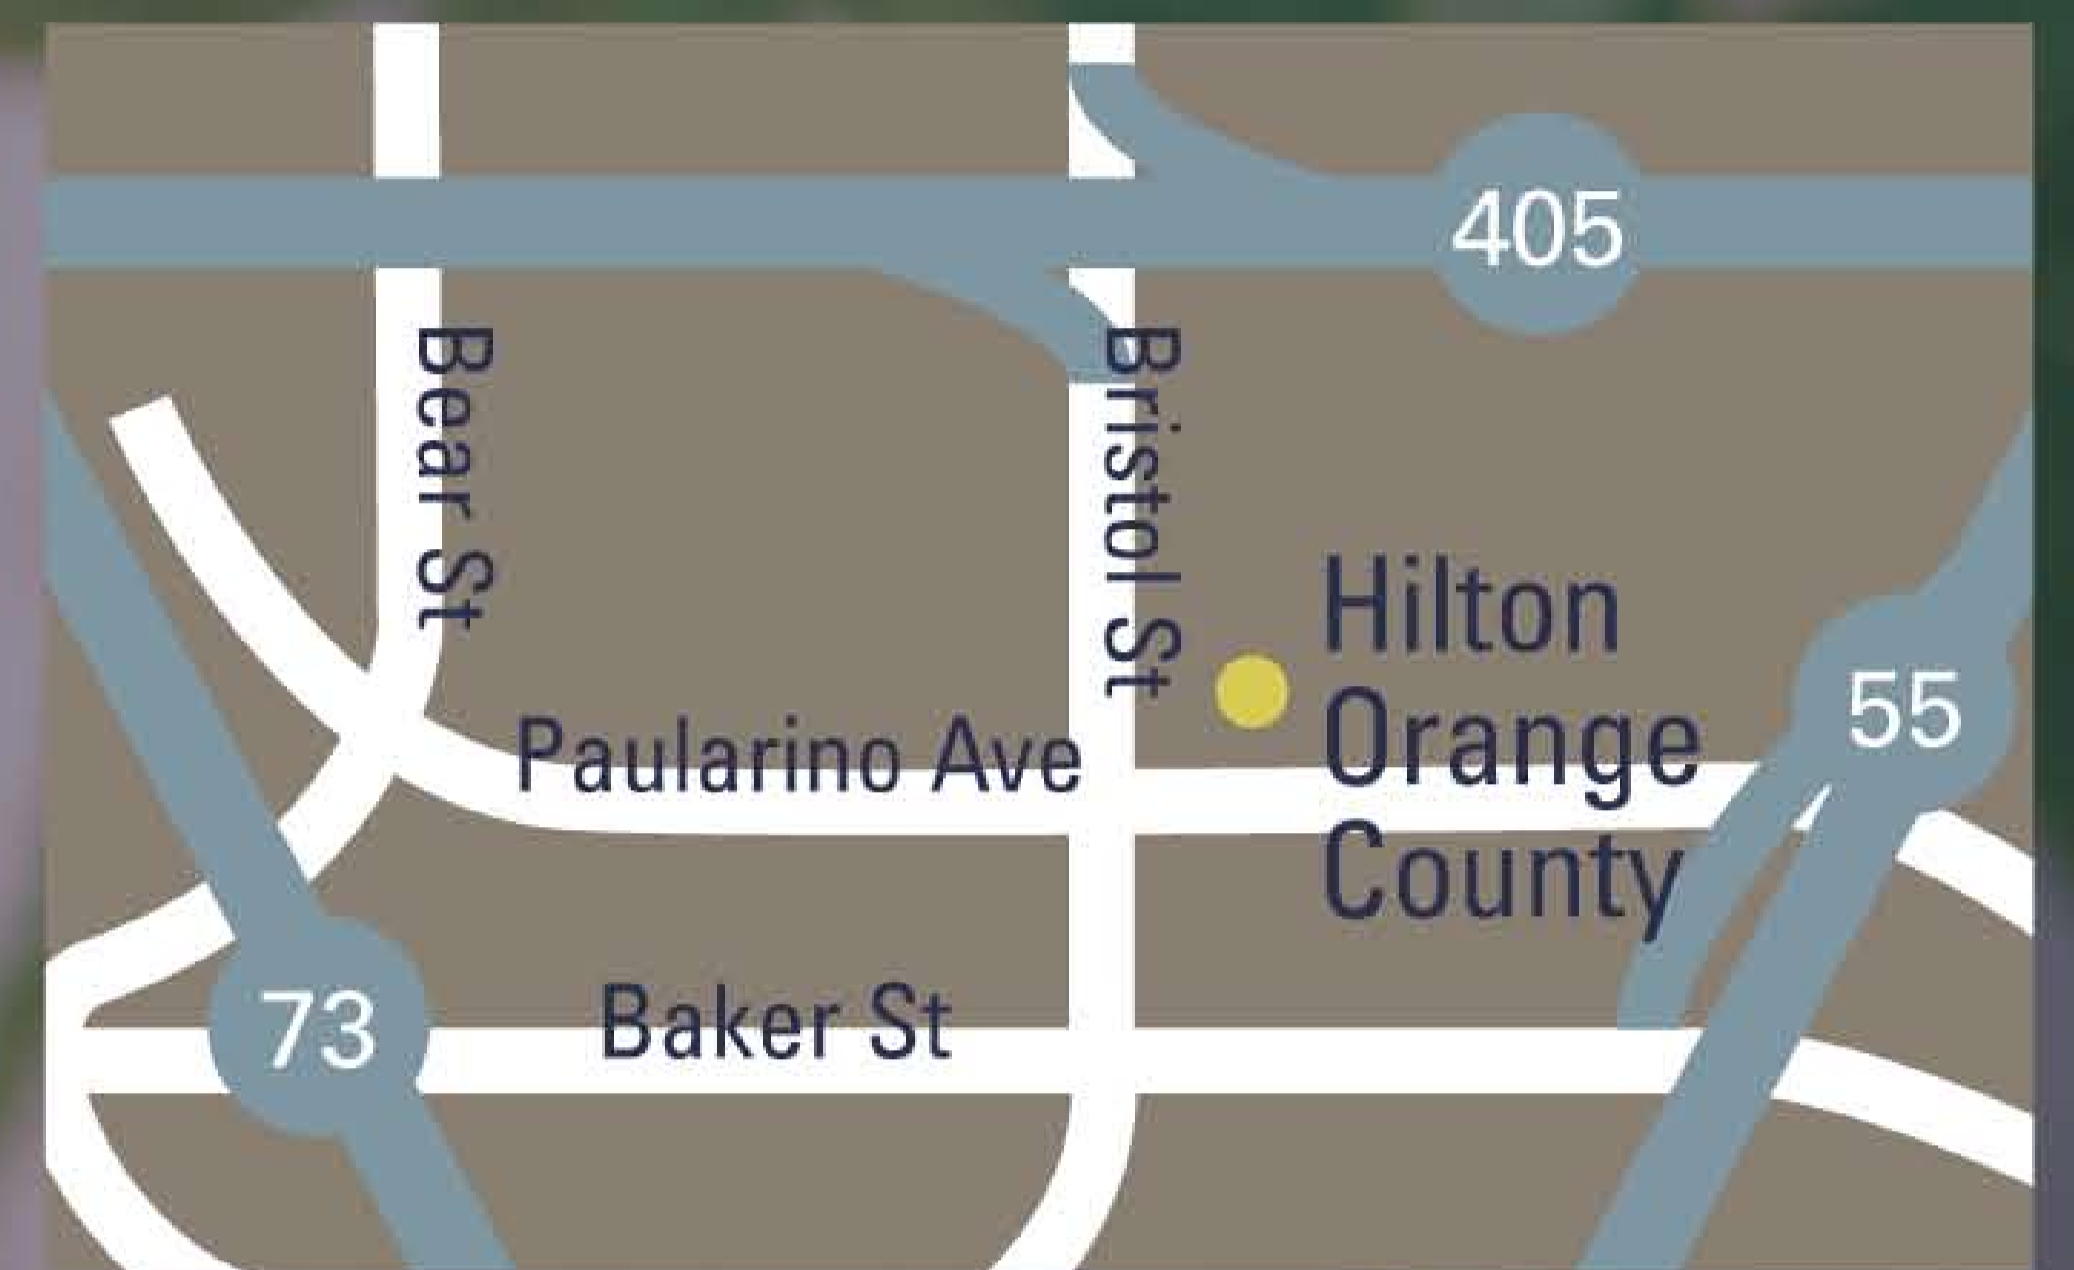 405
Bear St
Bristol St
Hilton
Orange
County
55
Paularino Ave
73
Baker St